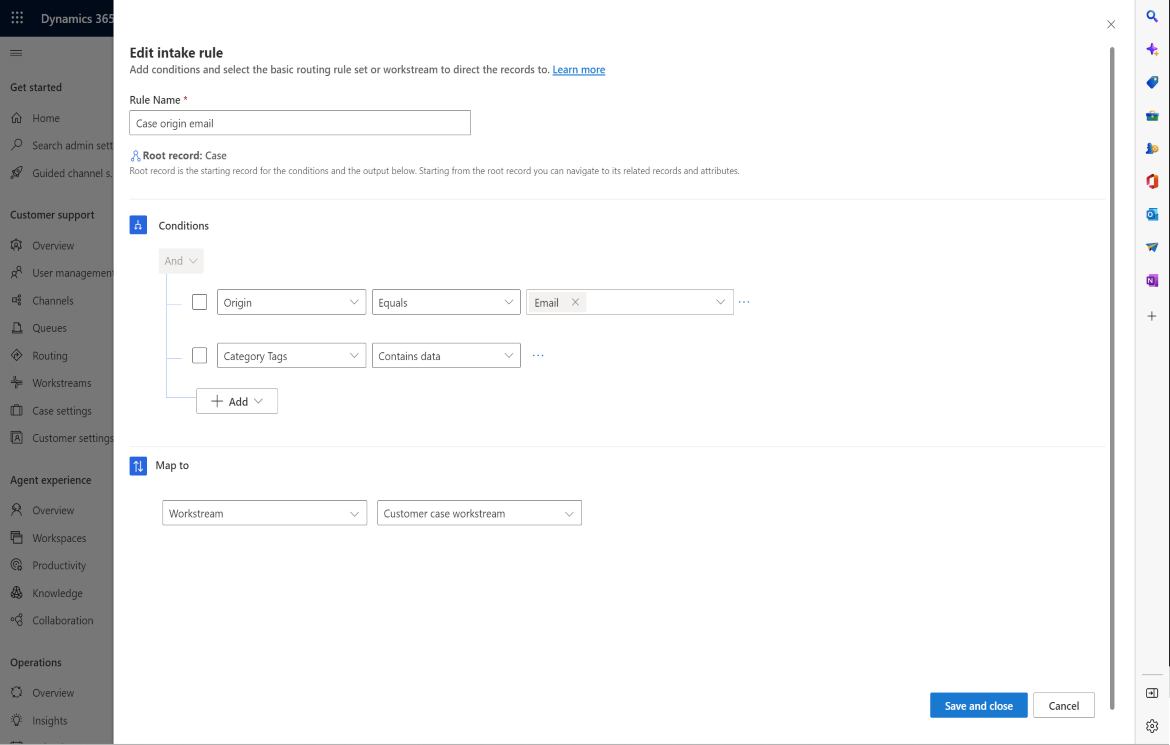 Dynamics 365
Edit intake rule
Add conditions and select the basic routing rule set or workstream to direct the records to. Learn more
Rule Name *
Case origin email
Root record: Case
Root record is the starting record for the conditions and the output below. Starting from the root record you can navigate to its related records and attributes.
Conditions
And
Origin
Equals
Email
Category Tags
Contains data
Add
Map to
Workstream
Customer case workstream
Save and close
Cancel
Get started
Home
Search admin sett
Guided channel s.
Customer support
Overview
User management
Channels
Queues
Routing
Workstreams
Case settings
Customer settings
Agent experience
Overview
Workspaces
Productivity
Knowledge
Collaboration
Operations
Overview
Insights